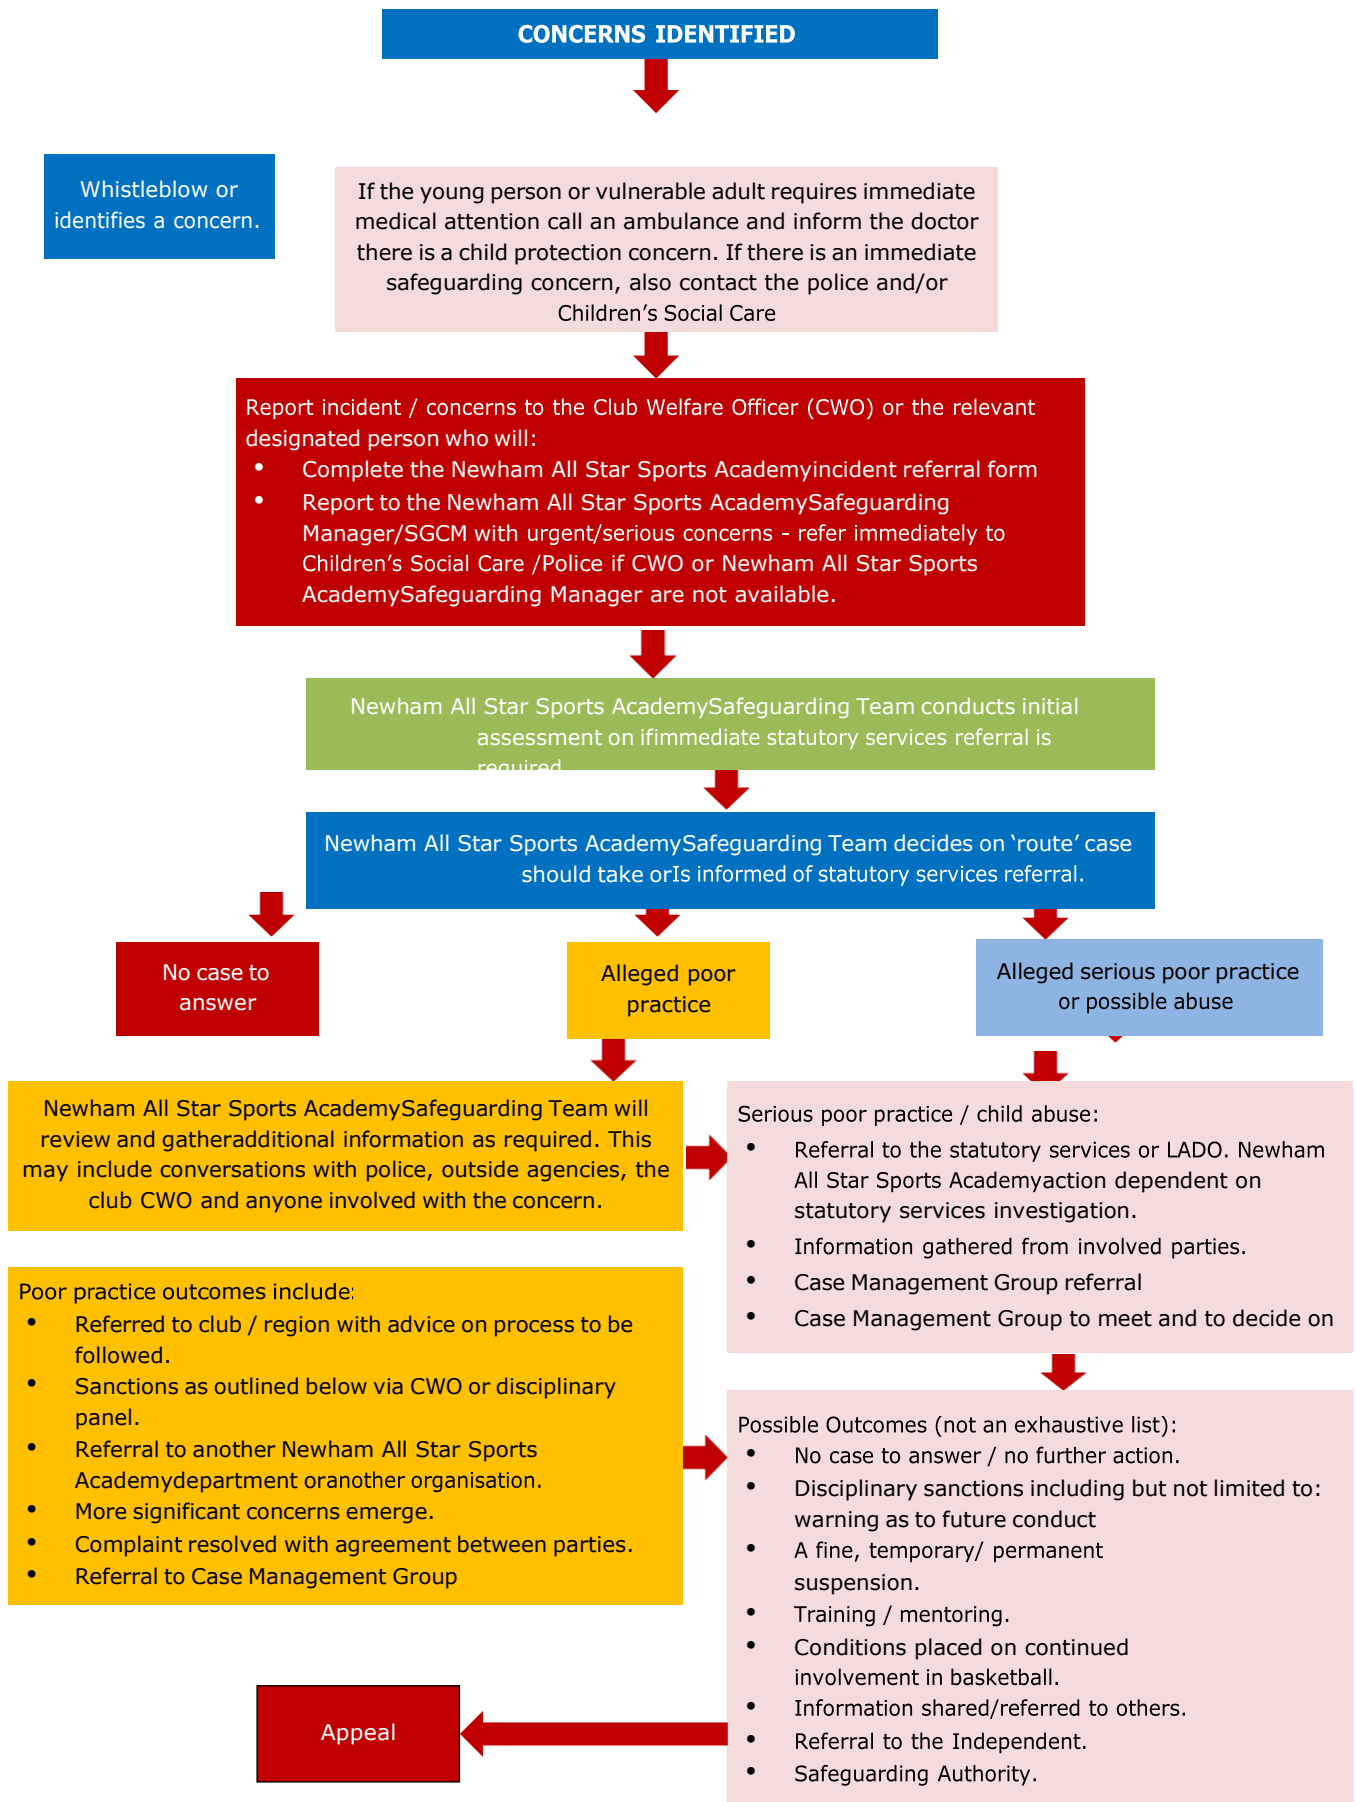 CONCERNS IDENTIFIED
Whistleblow or
identifies a concern.
If the young person or vulnerable adult requires immediate
medical attention call an ambulance and inform the doctor
there is a child protection concern. If there is an immediate
safeguarding concern, also contact the police and/or
Children’s Social Care
Report incident / concerns to the Club Welfare Officer (CWO) or the relevant
designated person who will:
• Complete the Newham All Star Sports Academyincident referral form
• Report to the Newham All Star Sports AcademySafeguarding
Manager/SGCM with urgent/serious concerns - refer immediately to
Children’s Social Care /Police if CWO or Newham All Star Sports
AcademySafeguarding Manager are not available.
Newham All Star Sports AcademySafeguarding Team conducts initial
assessment on ifimmediate statutory services referral is
required
Newham All Star Sports AcademySafeguarding Team decides on ‘route’ case
should take orIs informed of statutory services referral.
No case to
answer
Alleged poor
practice
Alleged serious poor practice
or possible abuse
Newham All Star Sports AcademySafeguarding Team will
review and gatheradditional information as required. This
may include conversations with police, outside agencies, the
club CWO and anyone involved with the concern.
Serious poor practice / child abuse:
• Referral to the statutory services or LADO. Newham
All Star Sports Academyaction dependent on
statutory services investigation.
• Information gathered from involved parties.
• Case Management Group referral
• Case Management Group to meet and to decide on
Poor practice outcomes include:
• Referred to club / region with advice on process to be
followed.
• Sanctions as outlined below via CWO or disciplinary
panel.
• Referral to another Newham All Star Sports
Academydepartment oranother organisation.
• More significant concerns emerge.
• Complaint resolved with agreement between parties.
• Referral to Case Management Group
Possible Outcomes (not an exhaustive list):
• No case to answer / no further action.
• Disciplinary sanctions including but not limited to:
warning as to future conduct
• A fine, temporary/ permanent
suspension.
• Training / mentoring.
• Conditions placed on continued
involvement in basketball.
• Information shared/referred to others.
• Referral to the Independent.
• Safeguarding Authority.
Appeal